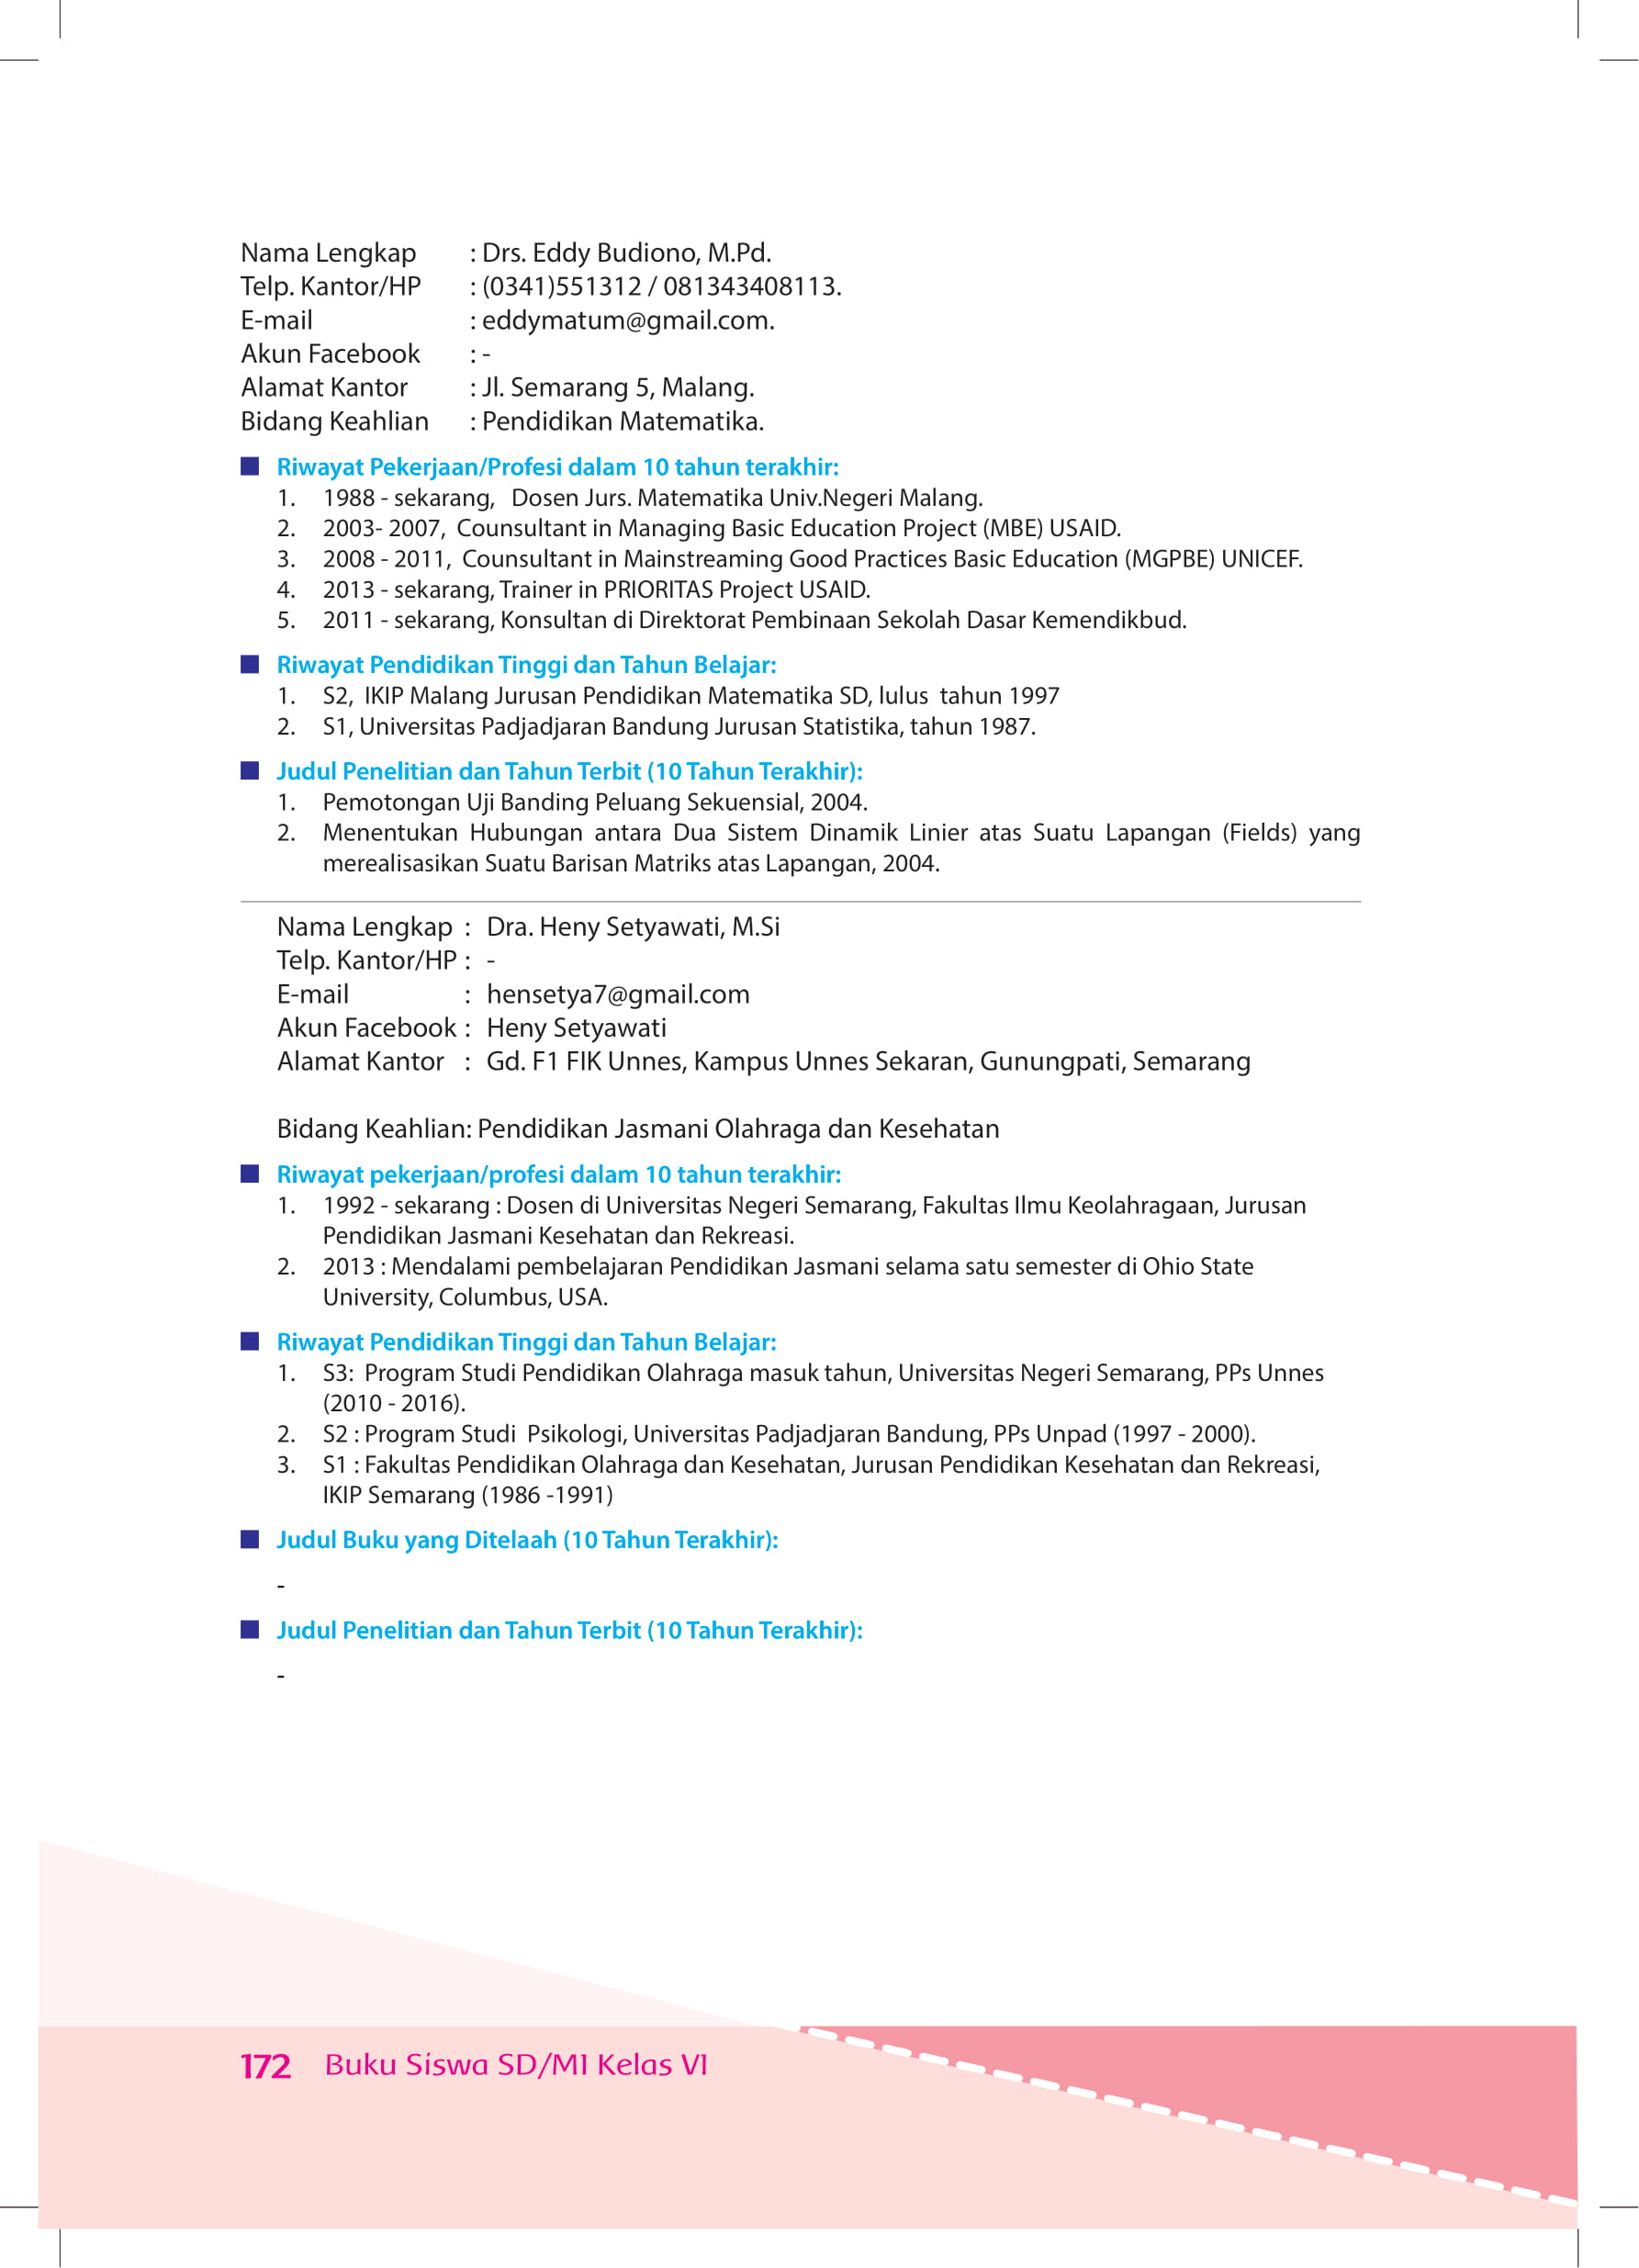 Nama Lengkap : Drs. Eddy Budiono, M.Pd.
Telp. Kantor/HP : (0341)551312 / 081343408113.
E-mail : eddymatum@gmail.com.
Akun Facebook : -
Alamat Kantor : Jl. Semarang 5, Malang.
Bidang Keahlian : Pendidikan Matematika.
Riwayat Pekerjaan/Profesi dalam 10 tahun terakhir:
1. 1988 - sekarang, Dosen Jurs. Matematika Univ.Negeri Malang.
2. 2003- 2007, Counsultant in Managing Basic Education Project (MBE) USAID.
3. 2008 - 2011, Counsultant in Mainstreaming Good Practices Basic Education (MGPBE) UNICEF.
4. 2013 - sekarang, Trainer in PRIORITAS Project USAID.
5. 2011 - sekarang, Konsultan di Direktorat Pembinaan Sekolah Dasar Kemendikbud.
Riwayat Pendidikan Tinggi dan Tahun Belajar:
1. S2, IKIP Malang Jurusan Pendidikan Matematika SD, lulus tahun 1997
2. S1, Universitas Padjadjaran Bandung Jurusan Statistika, tahun 1987.
Judul Penelitian dan Tahun Terbit (10 Tahun Terakhir):
1. Pemotongan Uji Banding Peluang Sekuensial, 2004.
2. Menentukan Hubungan antara Dua Sistem Dinamik Linier atas Suatu Lapangan (Fields) yang
merealisasikan Suatu Barisan Matriks atas Lapangan, 2004.
Nama Lengkap : Dra. Heny Setyawati, M.Si
Telp. Kantor/HP : -
E-mail : hensetya7@gmail.com
Akun Facebook : Heny Setyawati
Alamat Kantor : Gd. F1 FIK Unnes, Kampus Unnes Sekaran, Gunungpati, Semarang
Bidang Keahlian: Pendidikan Jasmani Olahraga dan Kesehatan
Riwayat pekerjaan/profesi dalam 10 tahun terakhir:
1. 1992 - sekarang : Dosen di Universitas Negeri Semarang, Fakultas Ilmu Keolahragaan, Jurusan
Pendidikan Jasmani Kesehatan dan Rekreasi.
2. 2013 : Mendalami pembelajaran Pendidikan Jasmani selama satu semester di Ohio State
University, Columbus, USA.
Riwayat Pendidikan Tinggi dan Tahun Belajar:
1. S3: Program Studi Pendidikan Olahraga masuk tahun, Universitas Negeri Semarang, PPs Unnes
(2010 - 2016).
2. S2 : Program Studi Psikologi, Universitas Padjadjaran Bandung, PPs Unpad (1997 - 2000).
3. S1 : Fakultas Pendidikan Olahraga dan Kesehatan, Jurusan Pendidikan Kesehatan dan Rekreasi,
IKIP Semarang (1986 -1991)
Judul Buku yang Ditelaah (10 Tahun Terakhir):
-
Judul Penelitian dan Tahun Terbit (10 Tahun Terakhir):
-
172 Buku Siswa SD/MI Kelas VI